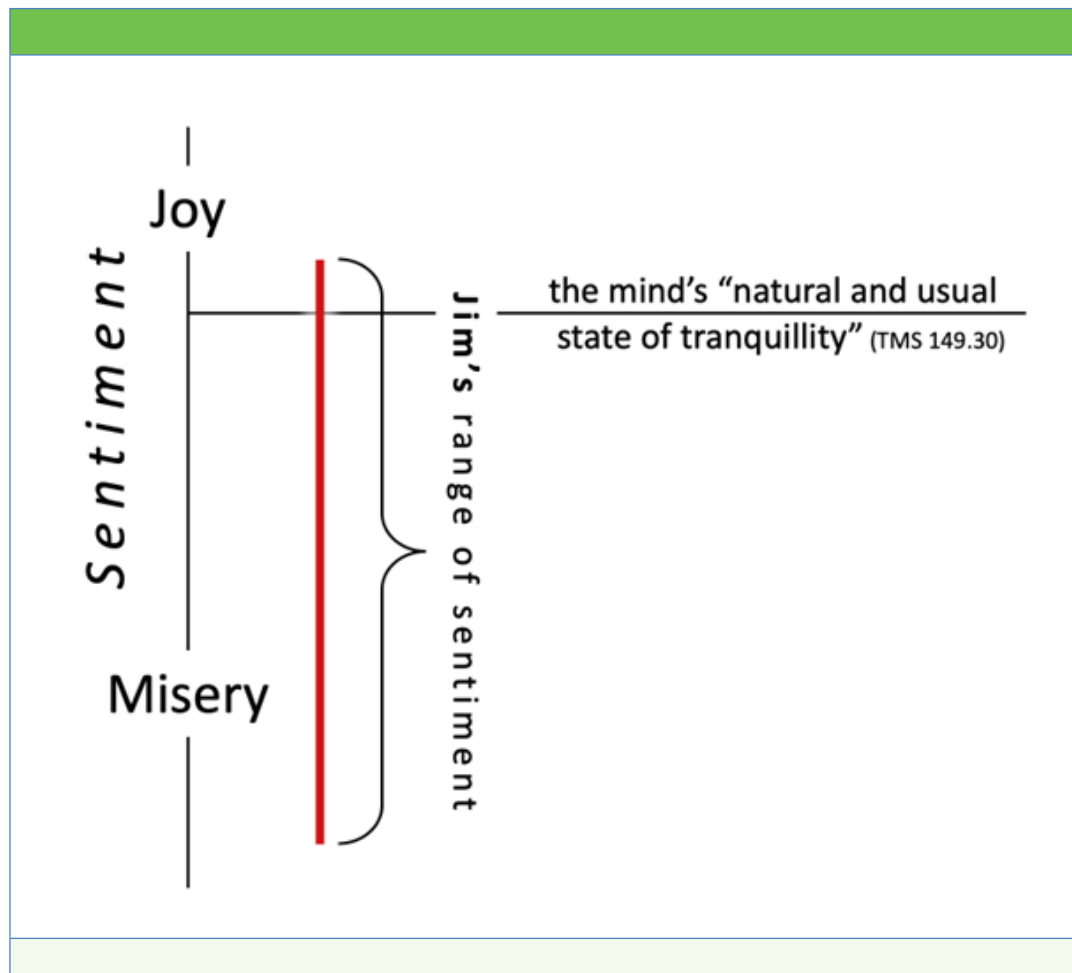 Sentiment
Joy
Misery
Jim’s range of sentiment
the mind’s “natural and usual
state of tranquillity” (TMS 149.30)